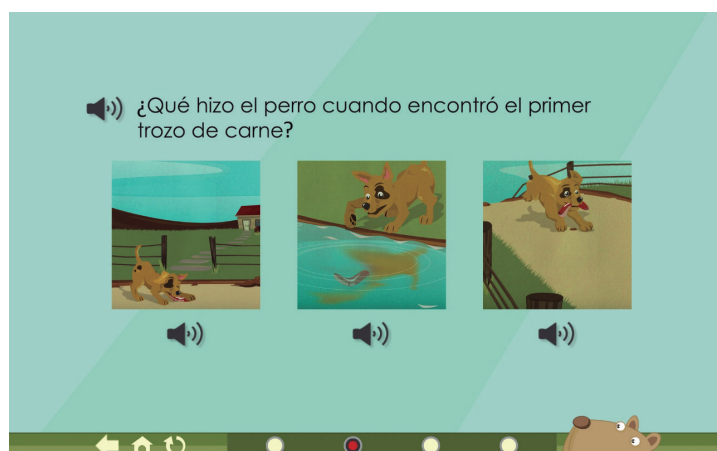 ¿Qué hizo el perro cuando encontró el primer
trozo de carne?